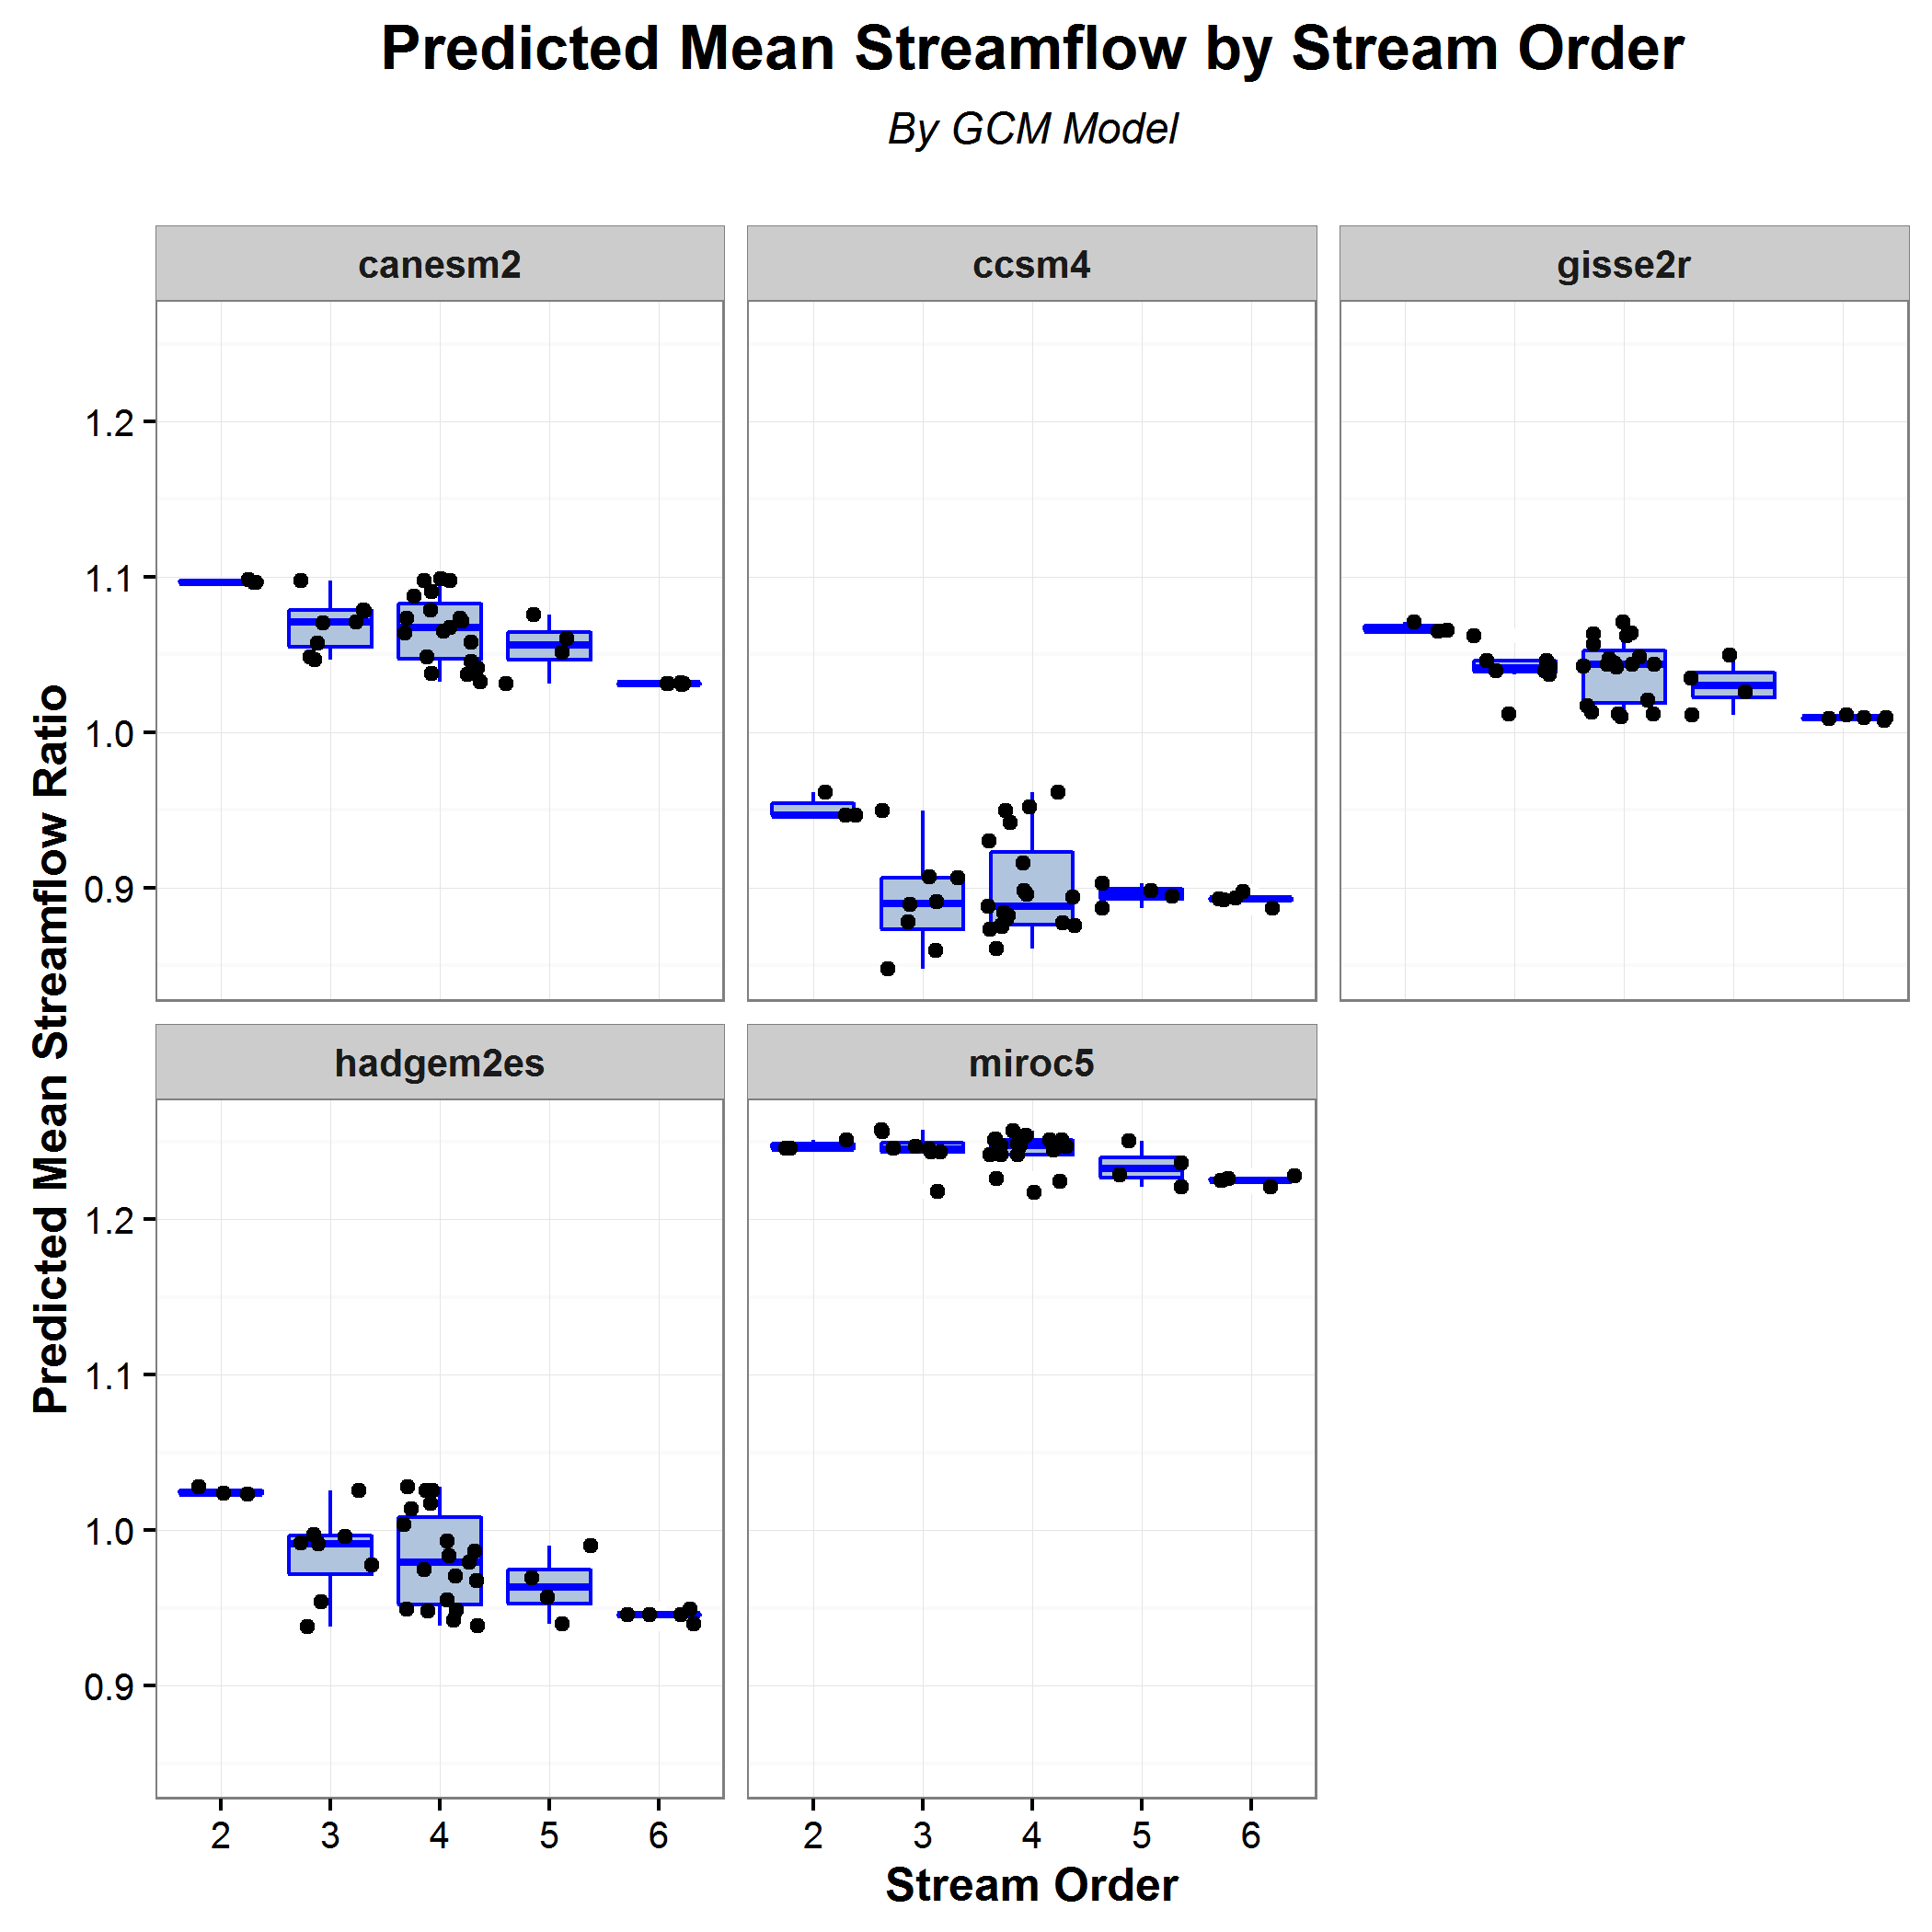 Predicted Mean Streamflow by Stream Order
By GCM Model
canesm2
ccsm4
gisse2r
1.2
1.1
1.0
0.9
Predicted Mean Streamflow Ratio
hadgem2es
miroc5
1.2
1.1
1.0
0.9
2 3 4 5 6
2 3 4 5 6
Stream Order